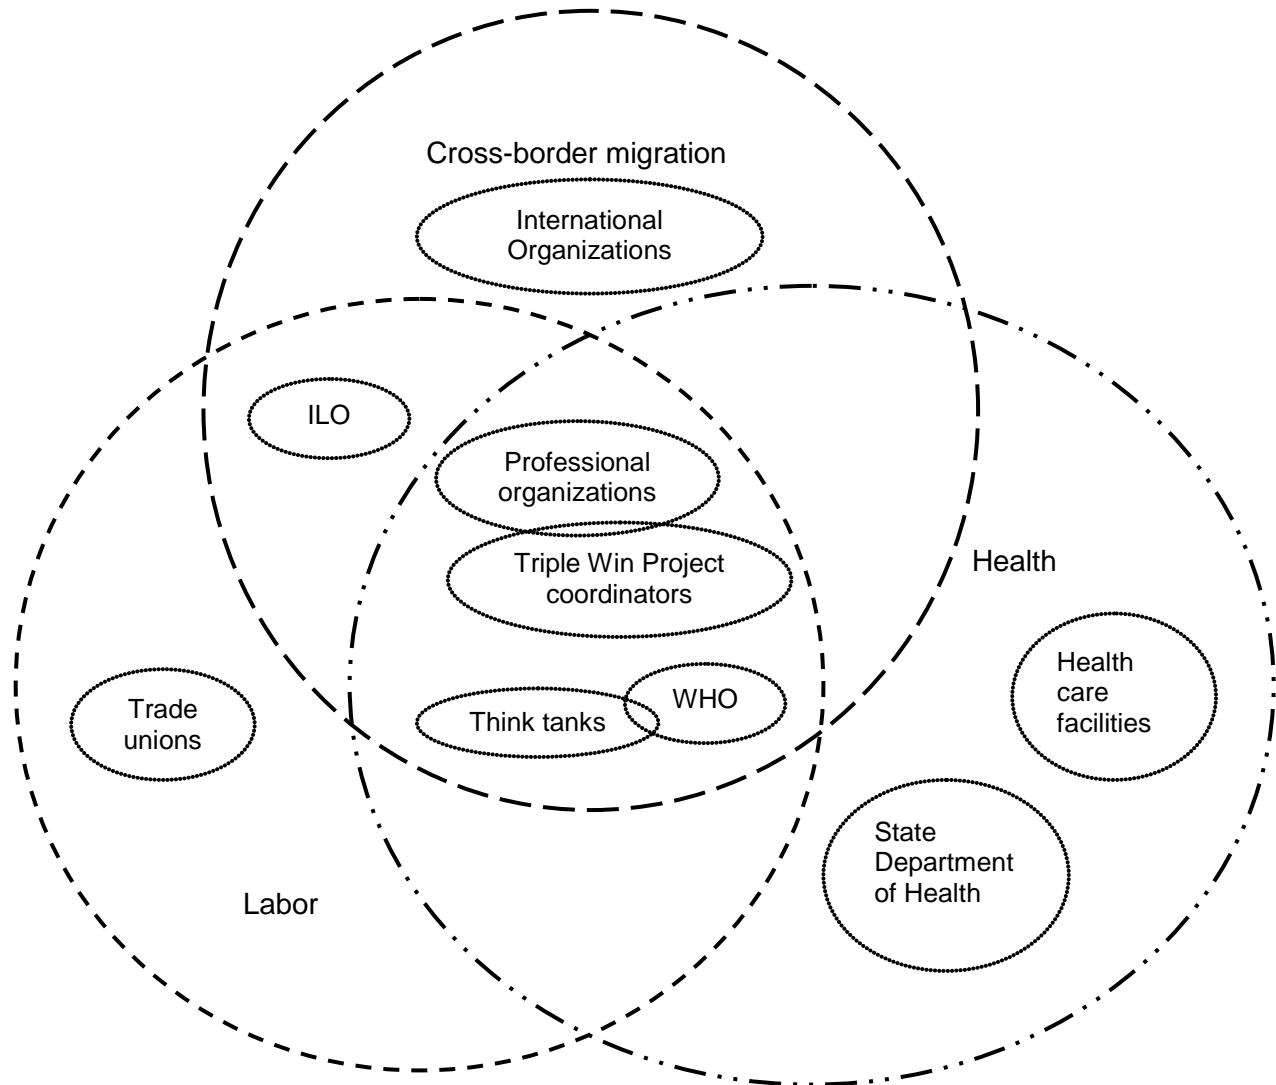 Cross-border migration
International
Organizations
ILO
Professional
organizations
Triple Win Project
coordinators
Health
Think tanks
WHO
Trade
unions
Health
care
facilities
State
Department
of Health
Labor